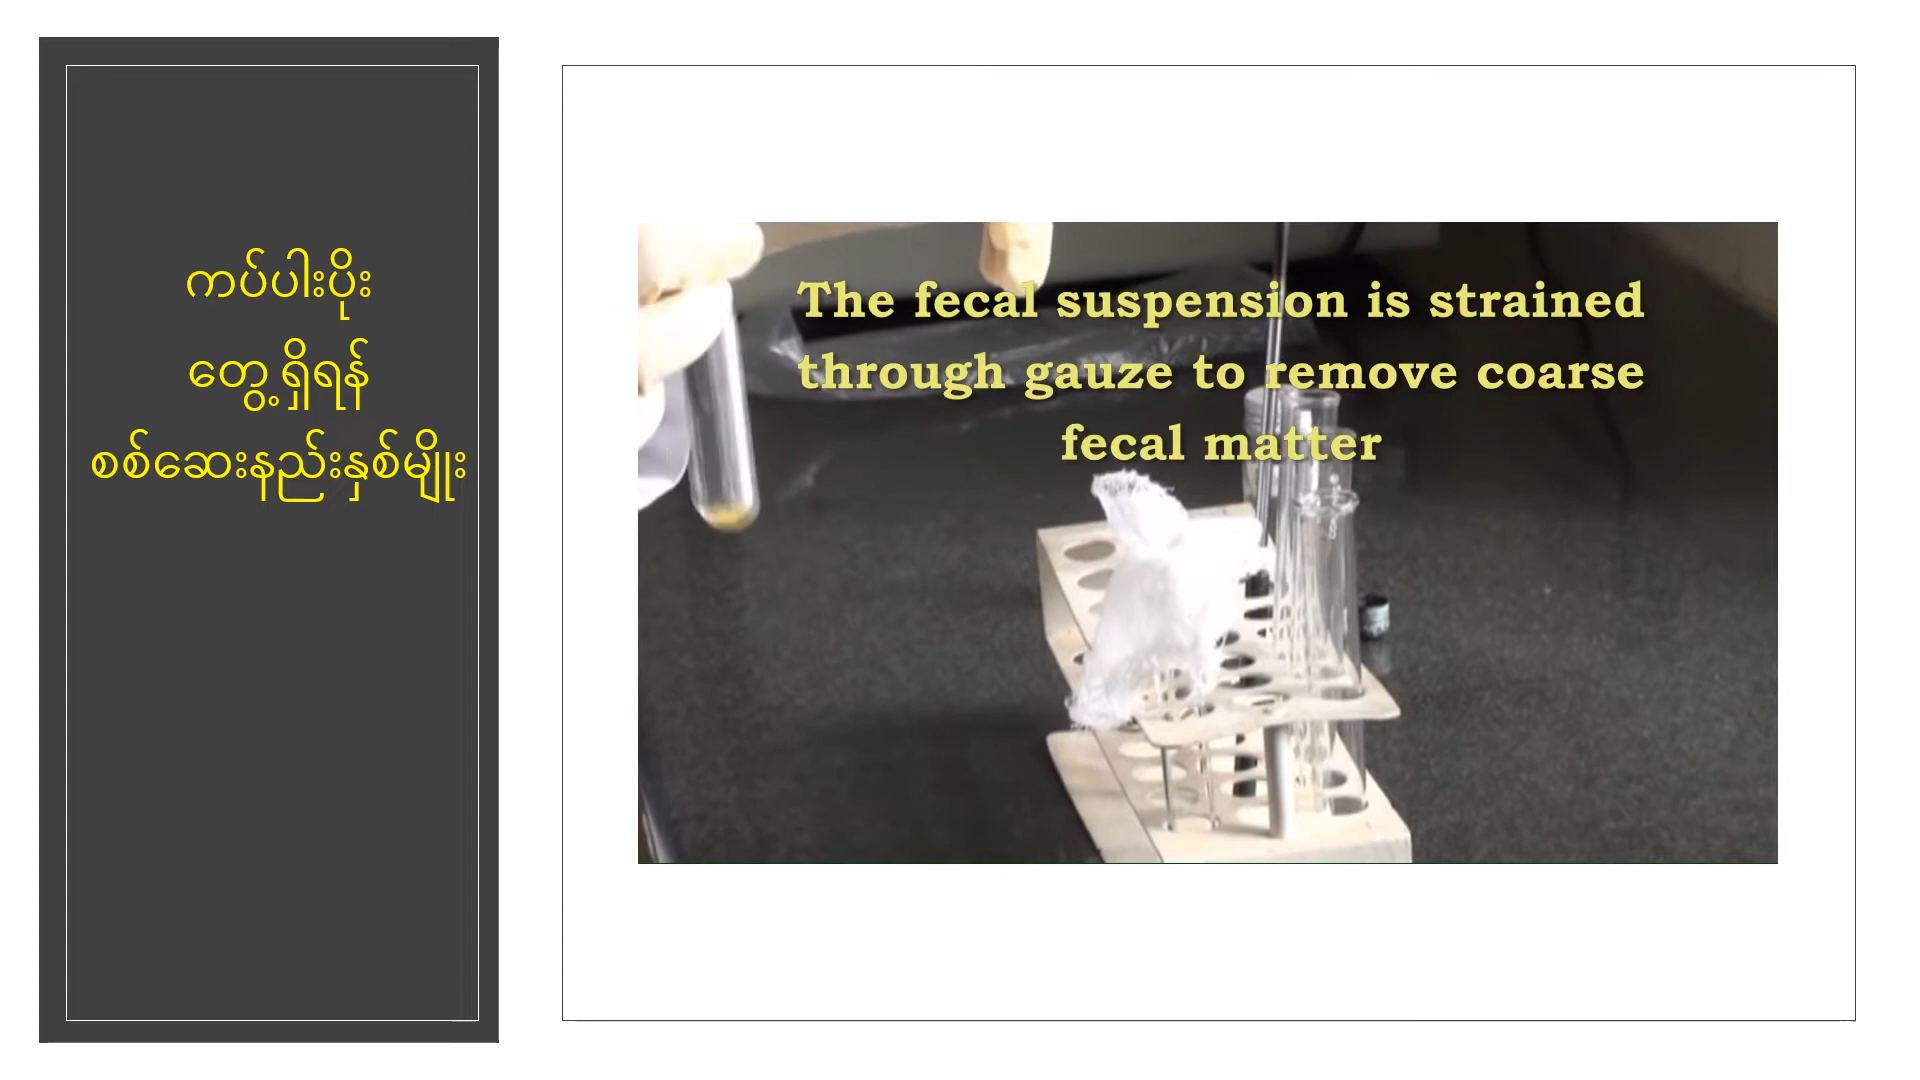 ကပ်ပါးပိုး
တွေ့ရှိရန်
စစ်ဆေးနည်းနှစ်မျိုး
The fecal suspension is strained
through gauze to remove coarse
fecal matter